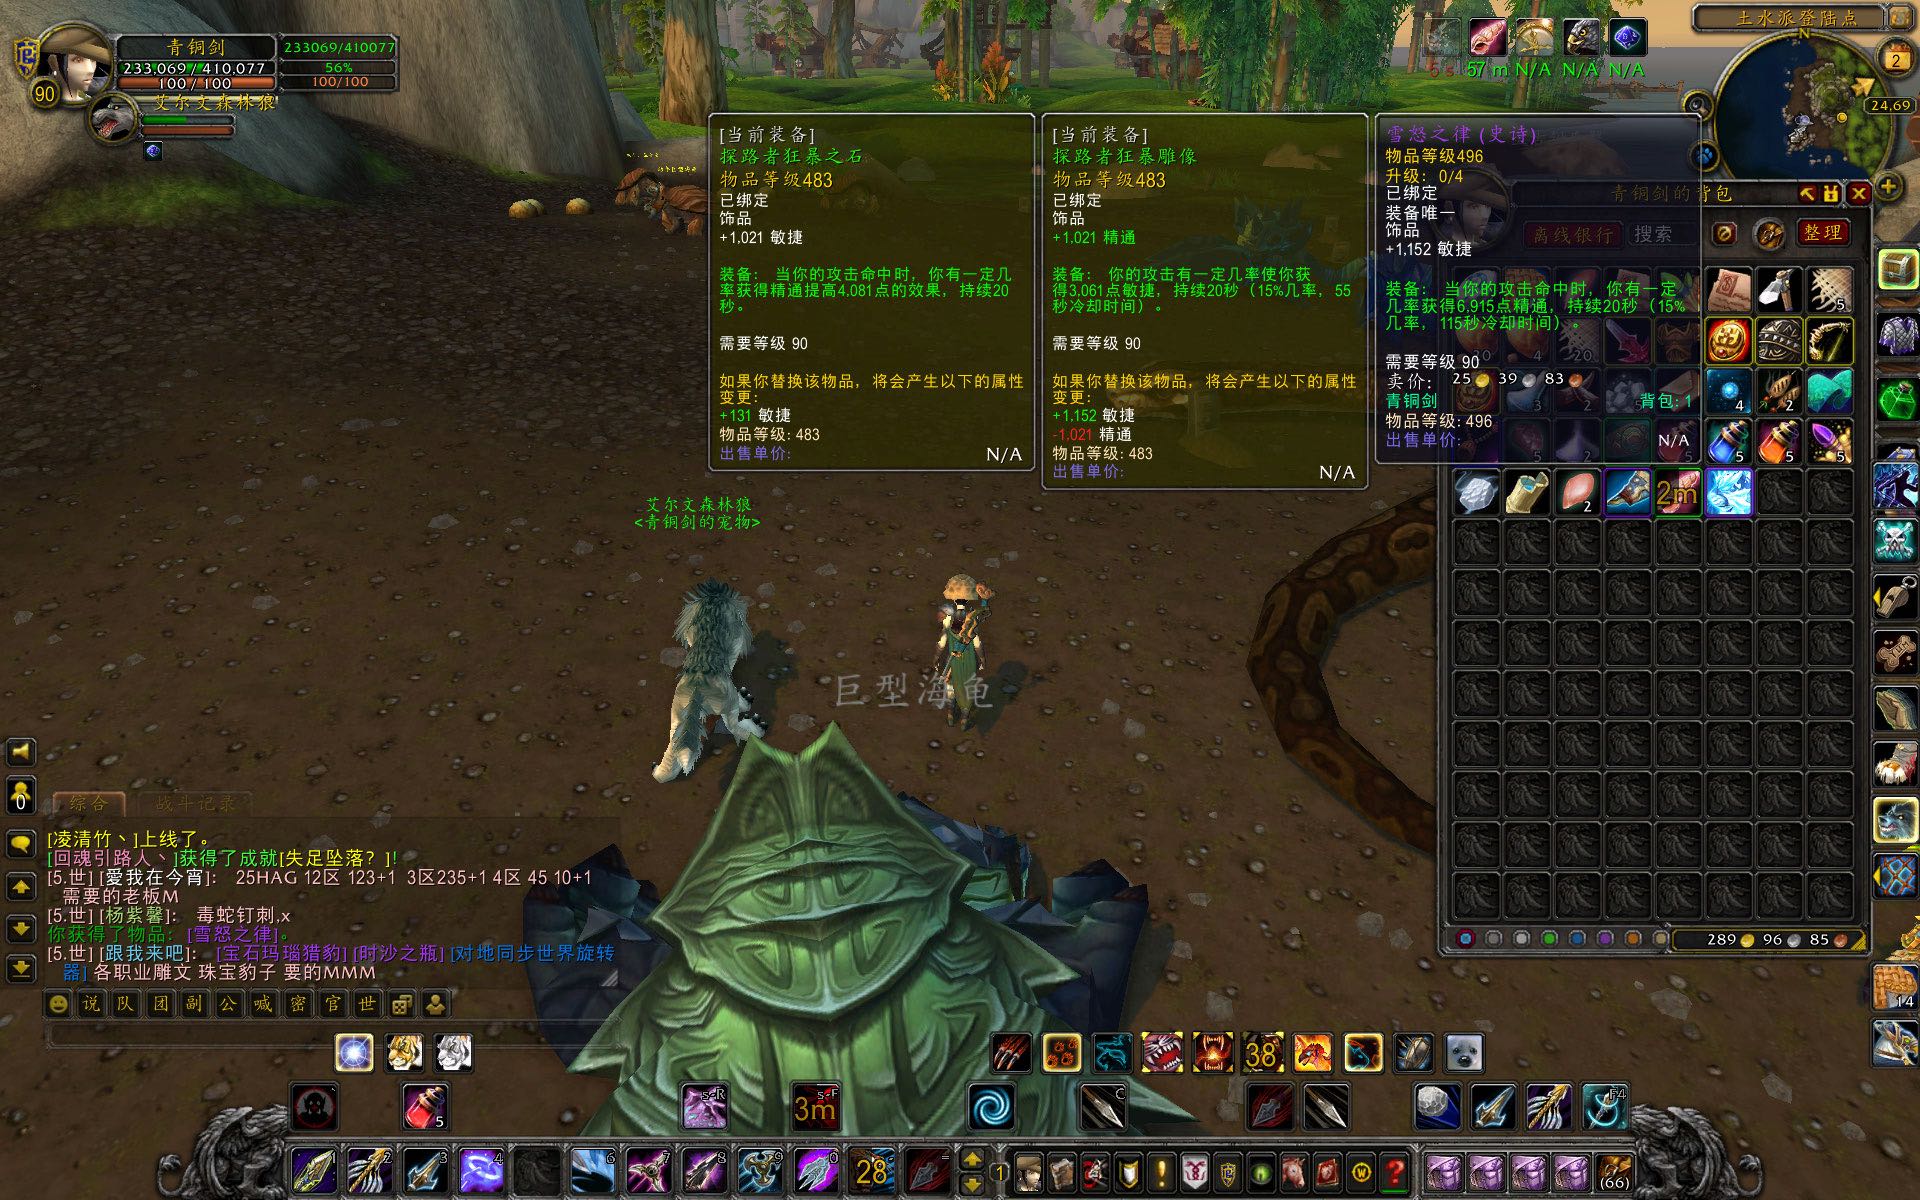 青铜剑
233,069 / 410,077
100 / 100
233069/410077
56%
100/100
90
艾尔文森林狼
6 s
57 m
N/A
N/A
N/A
土水派登陆点
N
2
24,69
[当前装备]
探路者狂暴之石
物品等级483
已绑定
饰品
+1,021 敏捷
装备： 当你的攻击命中时，你有一定几
率获得精通提高4,081点的效果，持续20
秒。
需要等级 90
如果你替换该物品，将会产生以下的属性
变更:
+131 敏捷
物品等级: 483
出售单价:
N/A
[当前装备]
探路者狂暴雕像
物品等级483
已绑定
饰品
+1,021 精通
装备： 你的攻击有一定几率使你获
得3,061点敏捷，持续20秒（15%几率，55
秒冷却时间）。
需要等级 90
如果你替换该物品，将会产生以下的属性
变更:
+1,152 敏捷
-1,021 精通
物品等级: 483
出售单价:
N/A
雪怒之律 (史诗)
物品等级496
升级： 0/4
已绑定
装备唯一
饰品
+1,152 敏捷
装备： 当你的攻击命中时，你有一定
几率获得6,915点精通，持续20秒（15%
几率，115秒冷却时间）。
需要等级 90
卖价： 25 39 83
青铜剑
背包: 1
物品等级: 496
出售单价:
N/A
青铜剑的背包
离线银行
搜索
整理
5
4
2
5
5
5
2
2m
289 96 85
14
艾尔文森林狼
<青铜剑的宠物>
巨型海龟
0
综合
战斗记录
[凌清竹丶]上线了。
[回魂引路人丶]获得了成就[失足坠落？]!
[5.世] [愛我在今宵]： 25HAG 12区 123+1 3区235+1 4区 45 10+1
需要的老板M
[5.世] [杨紫馨]： 毒蛇钉刺,x
你获得了物品： [雪怒之律]。
[5.世] [跟我来吧]： [宝石玛瑙猎豹] [时沙之瓶] [对地同步世界旋转
器] 各职业雕文 珠宝豹子 要的MMM
说 队 团 副 公 喊 密 官 世
38
5
s-R
s-F
3m
C
F4
2
3
4
6
7
8
9
0
28
=
1
(66)